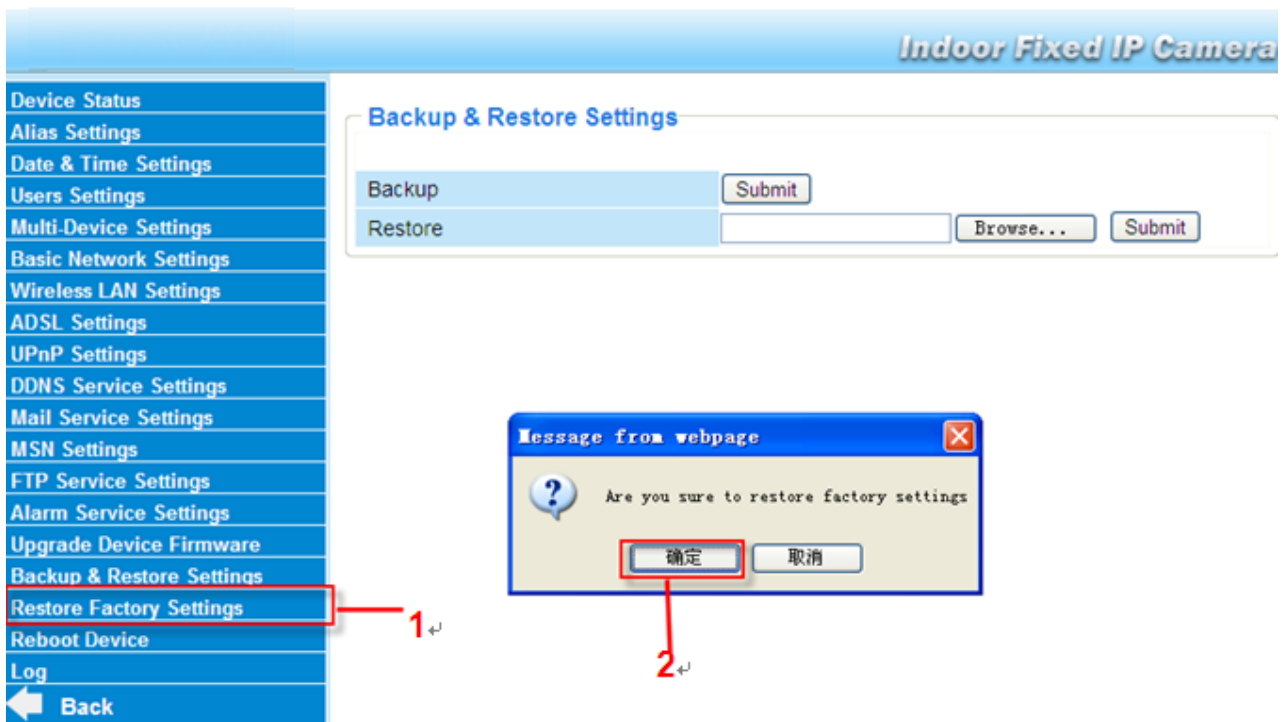 Indoor Fixed IP Camera
Device Status
Alias Settings
Date & Time Settings
Users Settings
Multi-Device Settings
Basic Network Settings
Wireless LAN Settings
ADSL Settings
UPnP Settings
DDNS Service Settings
Mail Service Settings
MSN Settings
FTP Service Settings
Alarm Service Settings
Upgrade Device Firmware
Backup & Restore Settings
Restore Factory Settings
Reboot Device
Log
Back
Backup & Restore Settings
Backup Submit
Restore Browse... Submit
Message from webpage
Are you sure to restore factory settings
确定 取消
1↵
2↵